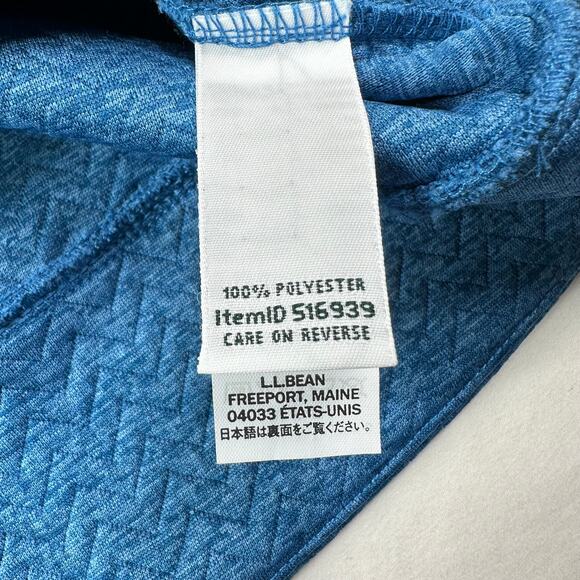 100% POLYESTER
ItemID 516939
CARE ON REVERSE
L.L.BEAN
FREEPORT, MAINE
04033 ÉTATS-UNIS
日本語は裏面をご覧ください。